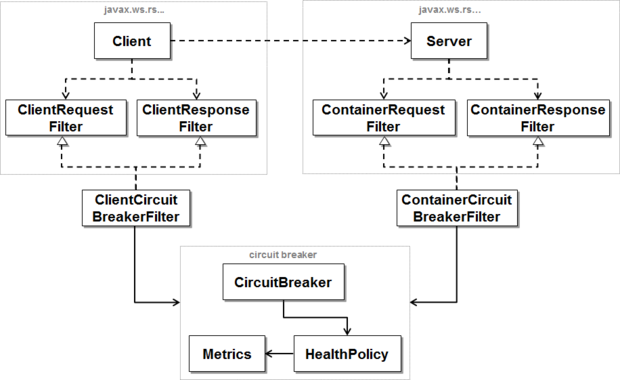 javax.ws.rs...
javax.ws.rs...
Client
Server
ClientRequest
Filter
ClientResponse
Filter
ContainerRequest
Filter
ContainerResponse
Filter
ClientCircuit
BreakerFilter
ContainerCircuit
BreakerFilter
circuit breaker
CircuitBreaker
Metrics
HealthPolicy